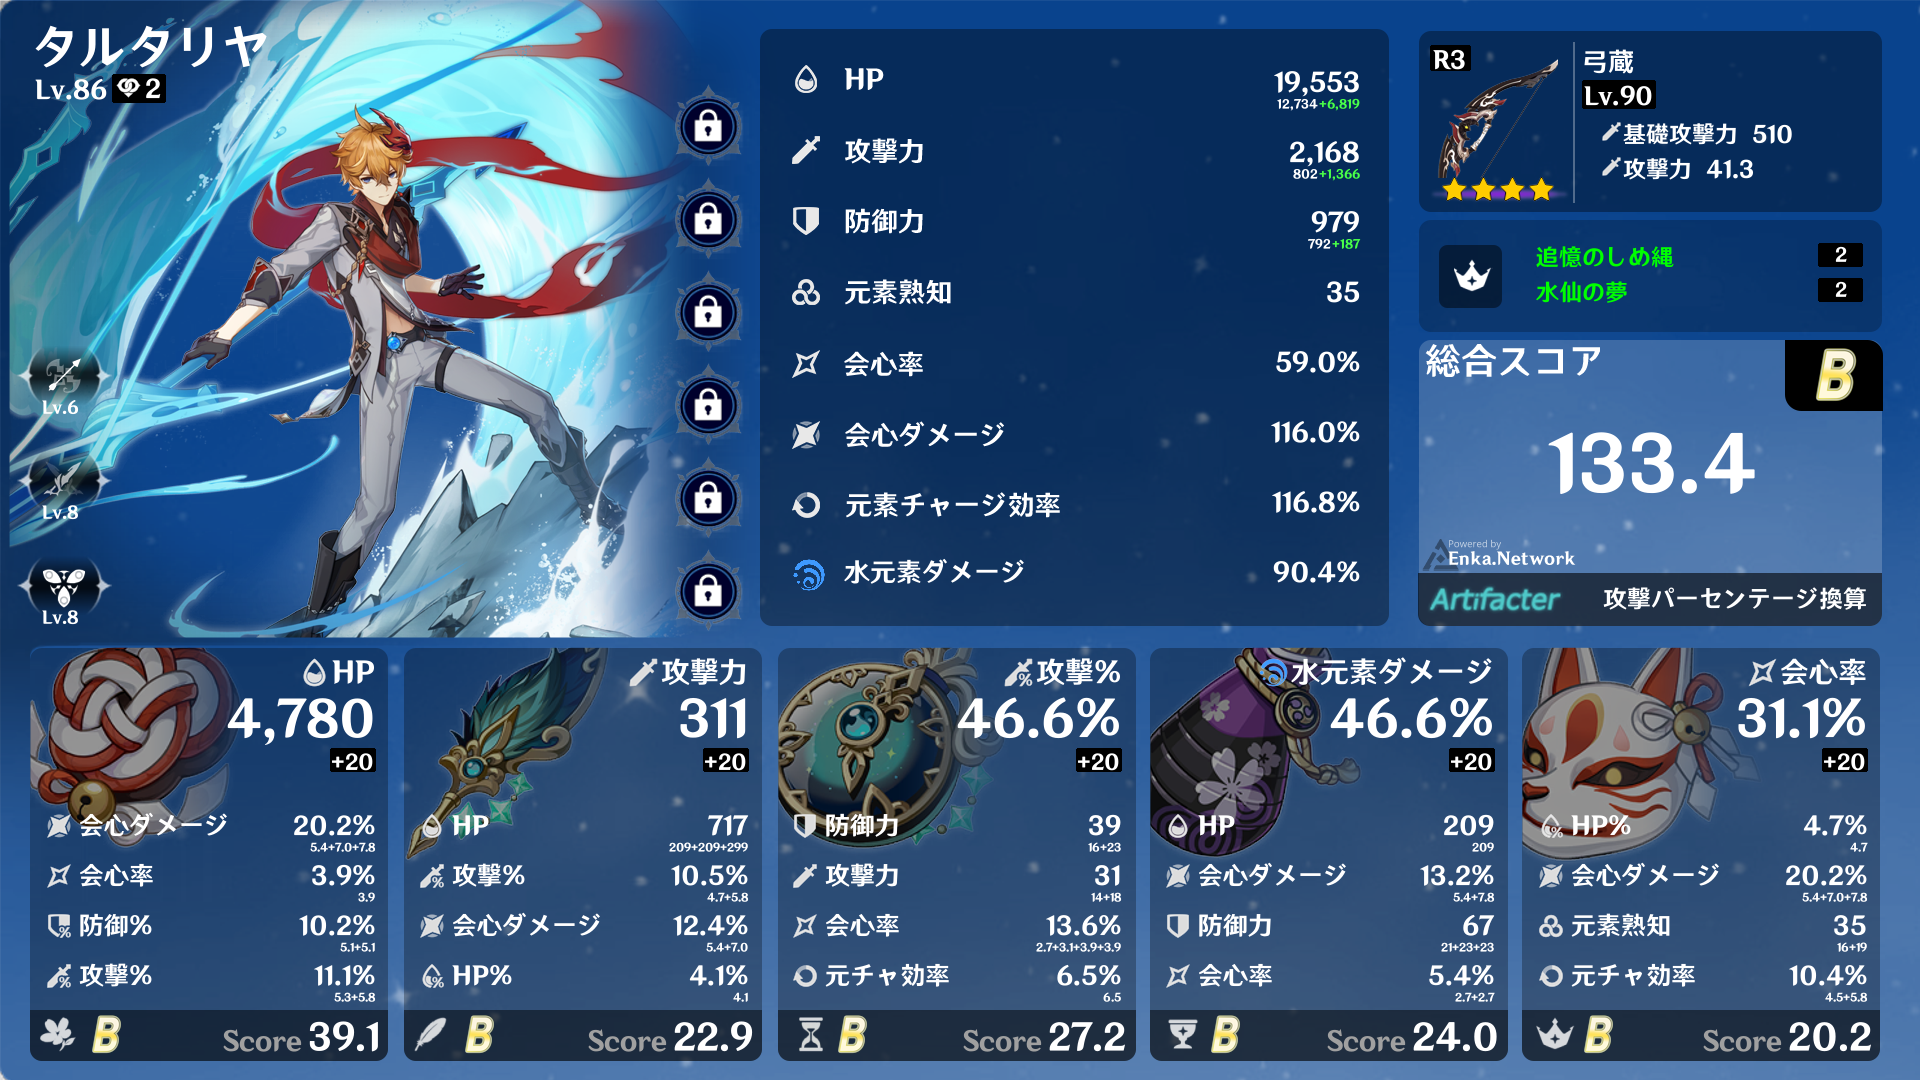 タルタリヤ
Lv.86 2
Lv.6
Lv.8
Lv.8
HP 19,553
12,734+6,819
攻撃力 2,168
802+1,366
防御力 979
792+187
元素熟知 35
会心率 59.0%
会心ダメージ 116.0%
元素チャージ効率 116.8%
水元素ダメージ 90.4%
R3
弓蔵
Lv.90
基礎攻撃力 510
攻撃力 41.3
追憶のしめ縄 2
水仙の夢 2
総合スコア B
133.4
Powered by
Enka.Network
Artifacter 攻撃パーセンテージ換算
HP
4,780
+20
会心ダメージ 20.2%
5.4+7.0+7.8
会心率 3.9%
3.9
防御% 10.2%
5.1+5.1
攻撃% 11.1%
5.3+5.8
B Score 39.1
攻撃力
311
+20
HP 717
209+209+299
攻撃% 10.5%
4.7+5.8
会心ダメージ 12.4%
5.4+7.0
HP% 4.1%
4.1
B Score 22.9
攻撃%
46.6%
+20
防御力 39
16+23
攻撃力 31
14+18
会心率 13.6%
2.7+3.1+3.9+3.9
元チャ効率 6.5%
6.5
B Score 27.2
水元素ダメージ
46.6%
+20
HP 209
209
会心ダメージ 13.2%
5.4+7.8
防御力 67
21+23+23
会心率 5.4%
2.7+2.7
B Score 24.0
会心率
31.1%
+20
HP% 4.7%
4.7
会心ダメージ 20.2%
5.4+7.0+7.8
元素熟知 35
16+19
元チャ効率 10.4%
4.5+5.8
B Score 20.2